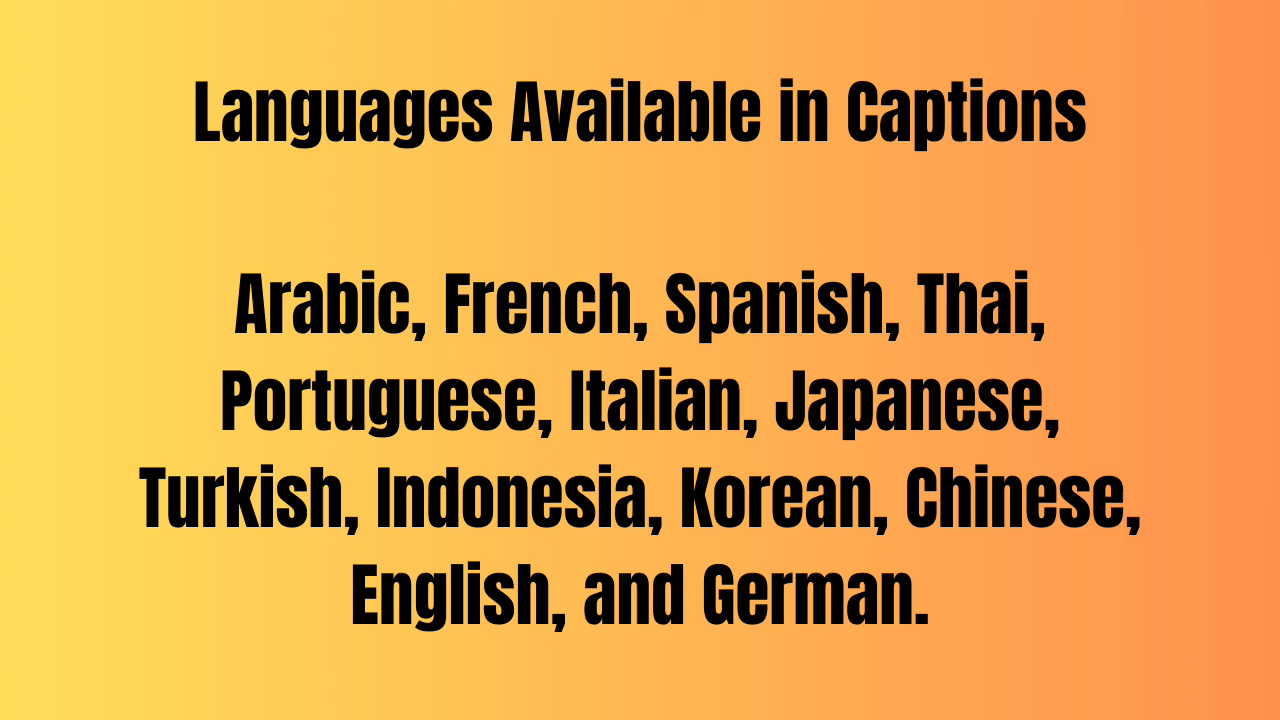 Languages Available in Captions
Arabic, French, Spanish, Thai,
Portuguese, Italian, Japanese,
Turkish, Indonesia, Korean, Chinese,
English, and German.